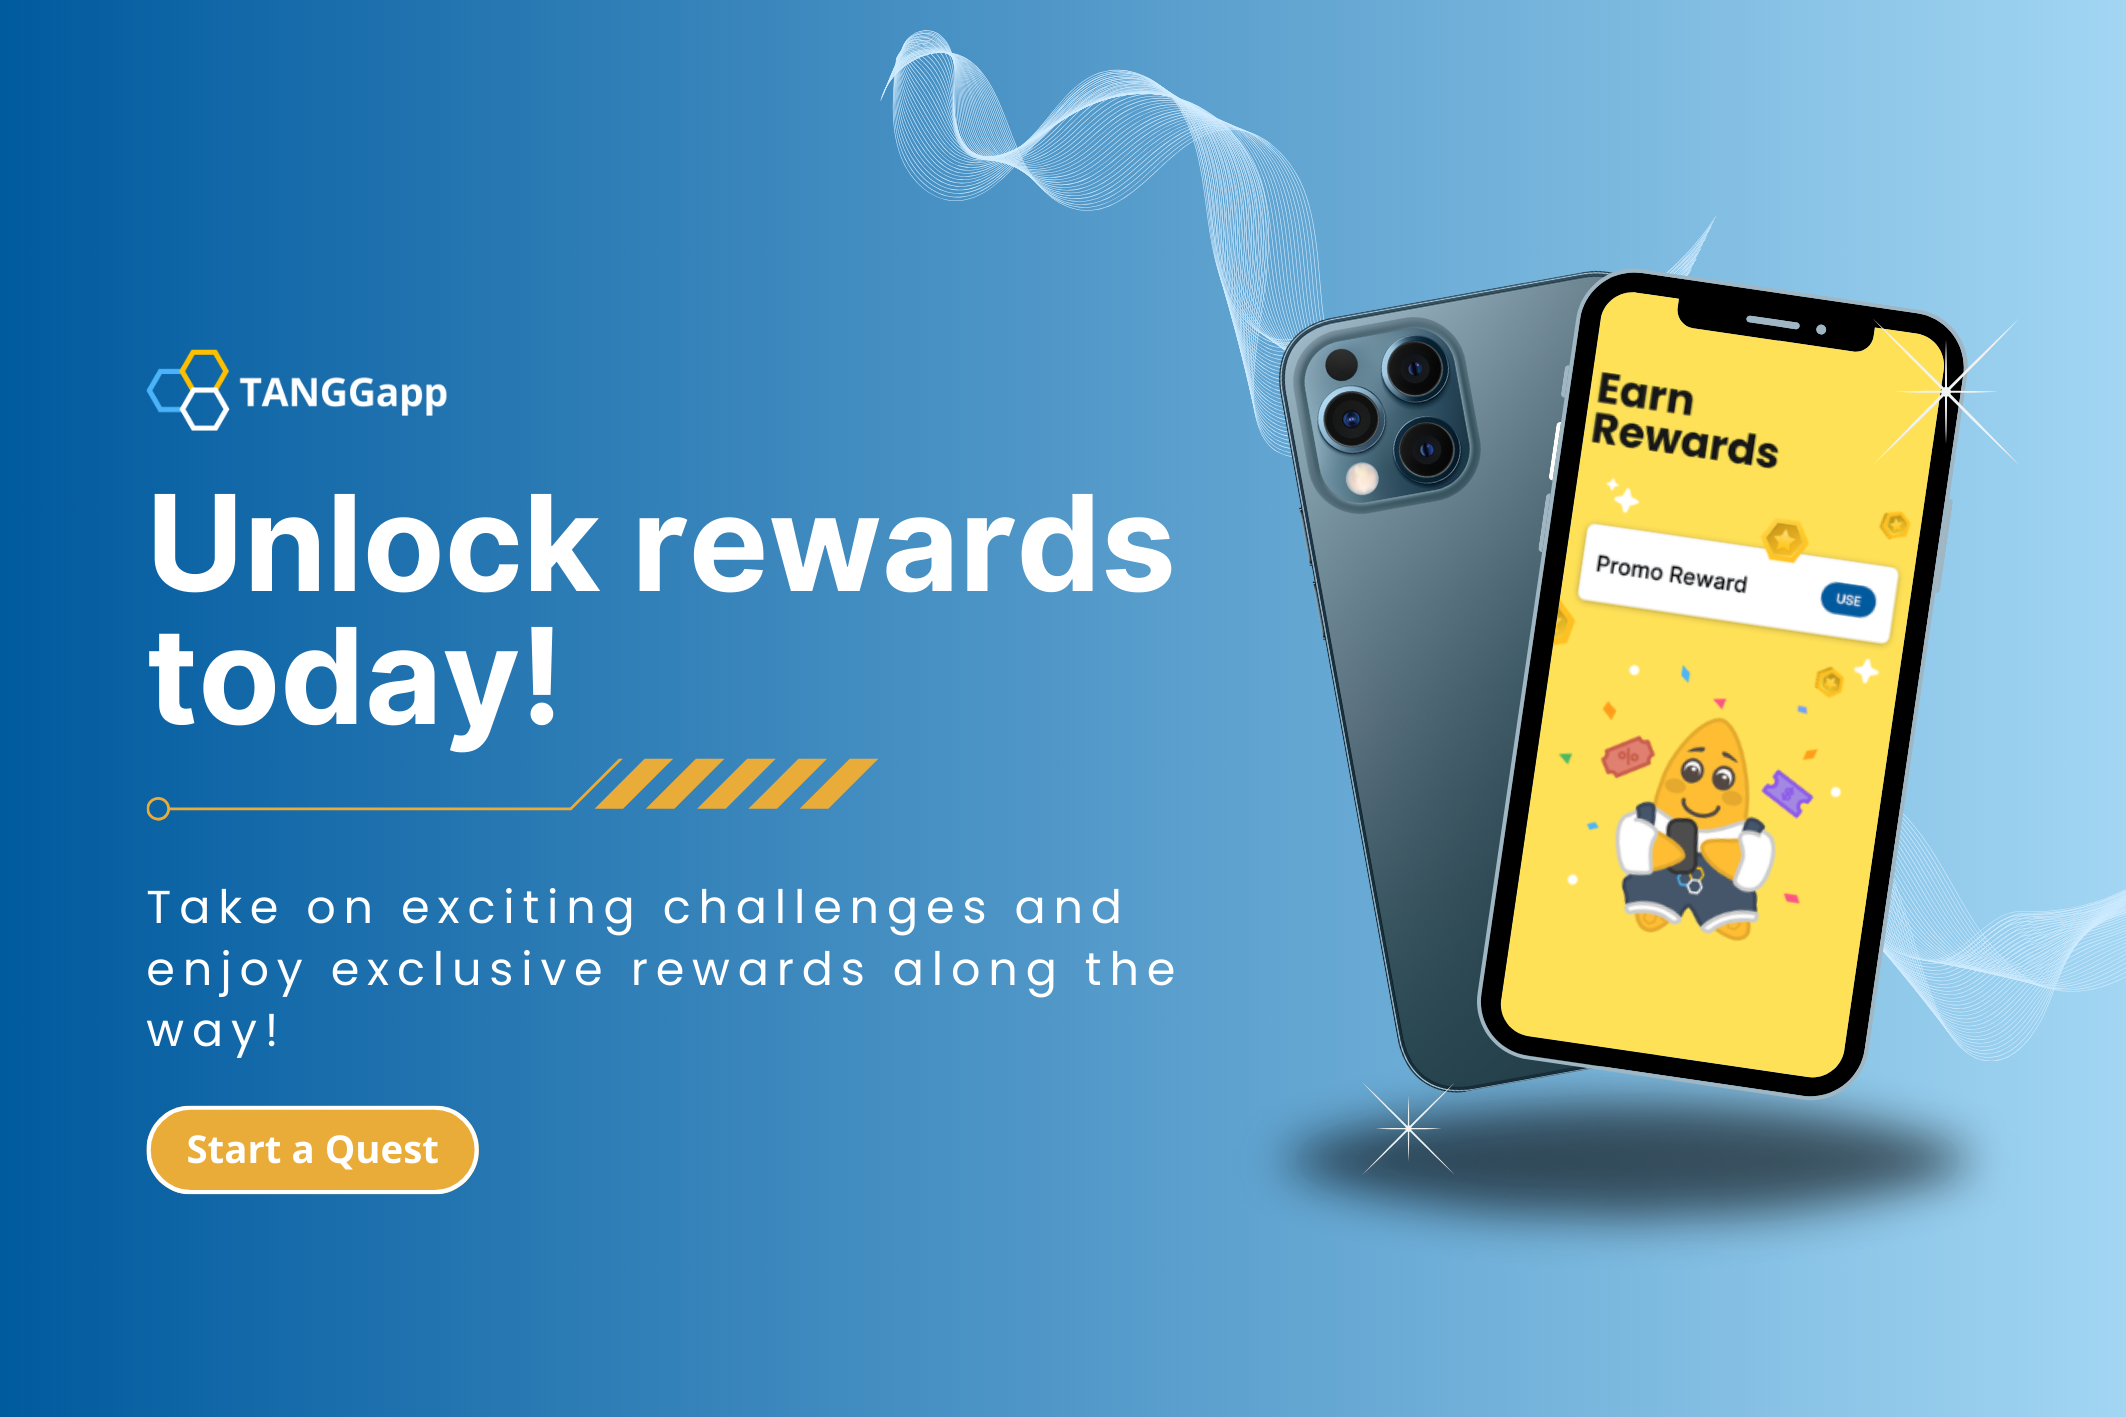 TANGGapp
Unlock rewards
today!
Take on exciting challenges and
enjoy exclusive rewards along the
way!
Start a Quest
Earn
Rewards
Promo Reward
USE
%
$